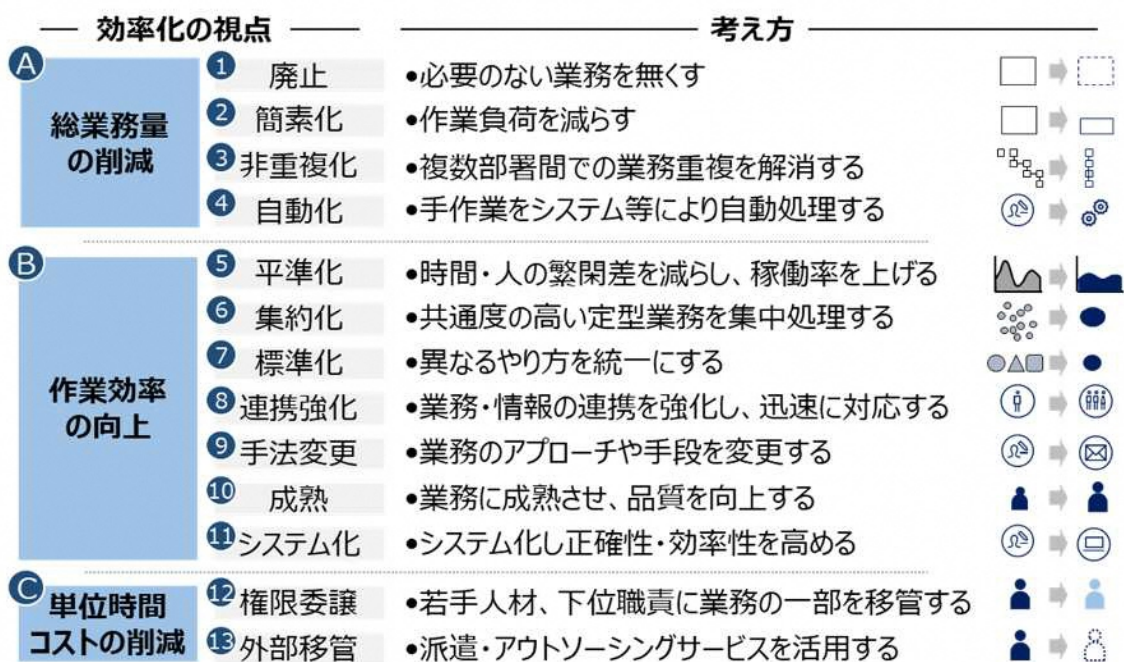 効率化の視点
考え方
A
総業務量
の削減
1 廃止 •必要のない業務を無くす
2 簡素化 •作業負荷を減らす
3 非重複化 •複数部署間での業務重複を解消する
4 自動化 •手作業をシステム等により自動処理する
B
作業効率
の向上
5 平準化 •時間・人の繁閑差を減らし、稼働率を上げる
6 集約化 •共通度の高い定型業務を集中処理する
7 標準化 •異なるやり方を統一にする
8 連携強化 •業務・情報の連携を強化し、迅速に対応する
9 手法変更 •業務のアプローチや手段を変更する
10 成熟 •業務に成熟させ、品質を向上する
11 システム化 •システム化し正確性・効率性を高める
C
単位時間
コストの削減
12 権限委譲 •若手人材、下位職責に業務の一部を移管する
13 外部移管 •派遣・アウトソーシングサービスを活用する